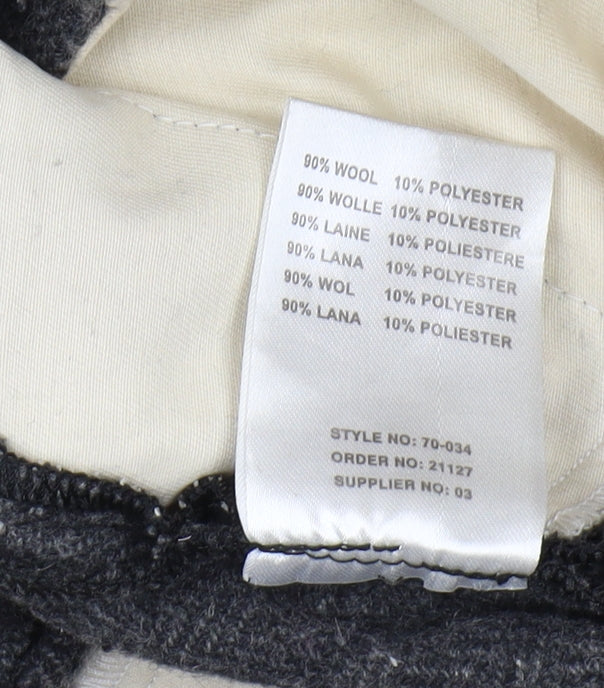 90% WOOL 10% POLYESTER
90% WOLLE 10% POLYESTER
90% LAINE 10% POLIESTERE
90% LANA 10% POLYESTER
90% WOL 10% POLYESTER
90% LANA 10% POLIESTER
STYLE NO: 70-034
ORDER NO: 21127
SUPPLIER NO: 03